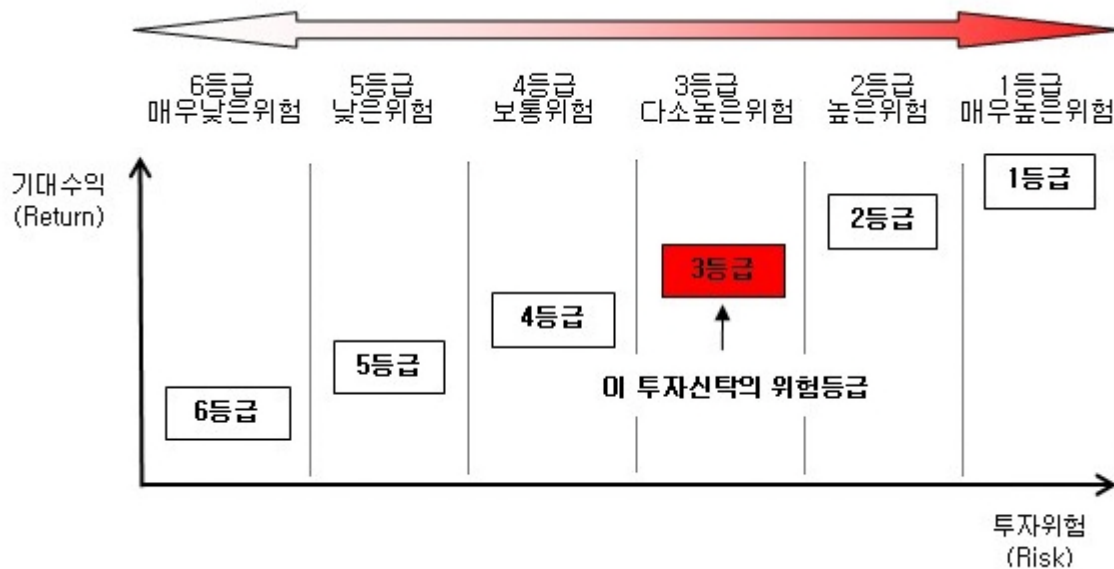 6등급 5등급 4등급 3등급 2등급 1등급
매우낮은위험 낮은위험 보통위험 다소높은위험 높은위험 매우높은위험
기대수익
(Return)
1등급
2등급
3등급
4등급
5등급
이 투자신탁의 위험등급
6등급
투자위험
(Risk)